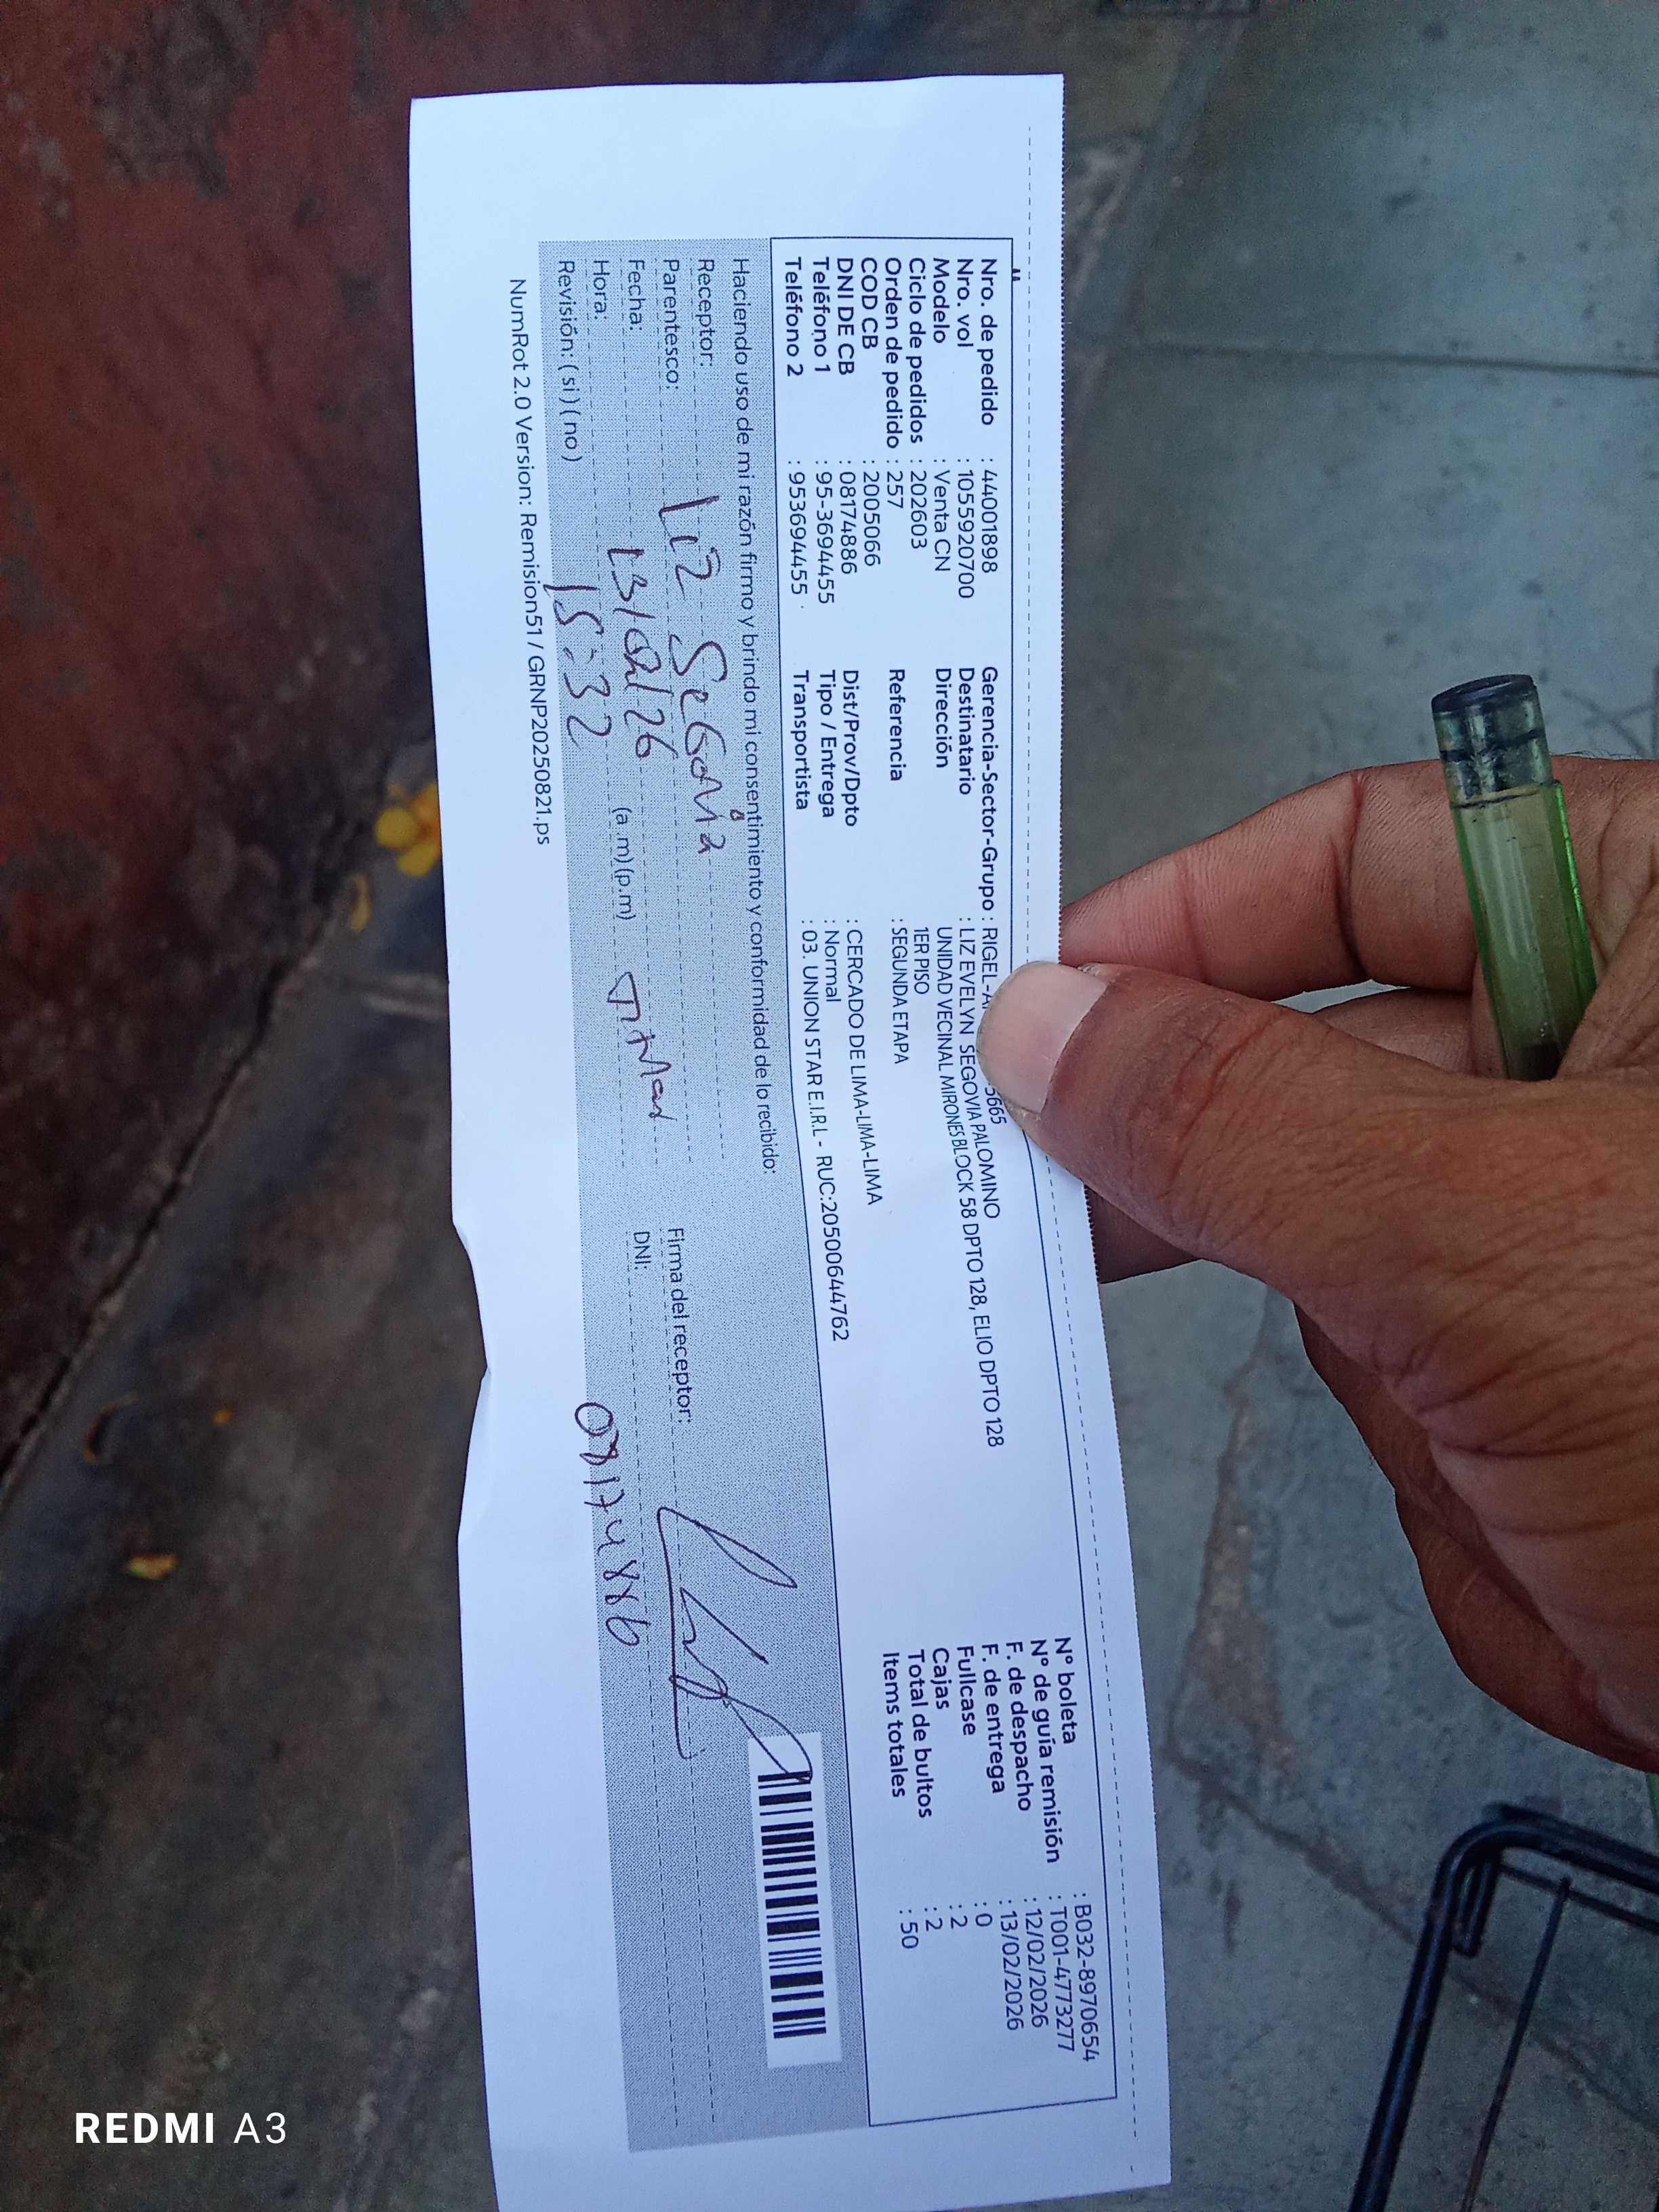 Nro. de pedido : 44001898
Nro. vol : 1055920700
Modelo : Venta CN
Ciclo de pedidos : 202603
Orden de pedido : 257
COD CB : 2005066
DNI DE CB : 08174886
Teléfono 1 : 95-3694455
Teléfono 2 : 953694455
Gerencia-Sector-Grupo : RIGEL-A 5665
Destinatario : LIZ EVELYN SEGOVIA PALOMINO
Dirección UNIDAD VECINAL MIRONES BLOCK 58 DPTO 128, ELIO DPTO 128
1ER PISO
Referencia : SEGUNDA ETAPA
Dist/Prov/Dpto : CERCADO DE LIMA-LIMA-LIMA
Tipo / Entrega : Normal
Transportista : 03. UNION STAR E.I.R.L - RUC:20500644762
Nº boleta : B032-8970654
Nº de guía remisión : T001-4773277
F. de despacho : 12/02/2026
F. de entrega : 13/02/2026
Fullcase : 0
Cajas : 2
Total de bultos : 2
Items totales : 50
Haciendo uso de mi razón firmo y brindo mi consentimiento y conformidad de lo recibido:
Receptor: Liz Segovia
Parentesco:
Fecha: 13/02/26
Hora: 15:32 (a.m)(p.m)
Revisión: ( si ) ( no )
Firma del receptor:
DNI: 08174886
NumRot 2.0 Version: Remision51 / GRNP20250821.ps
REDMI A3